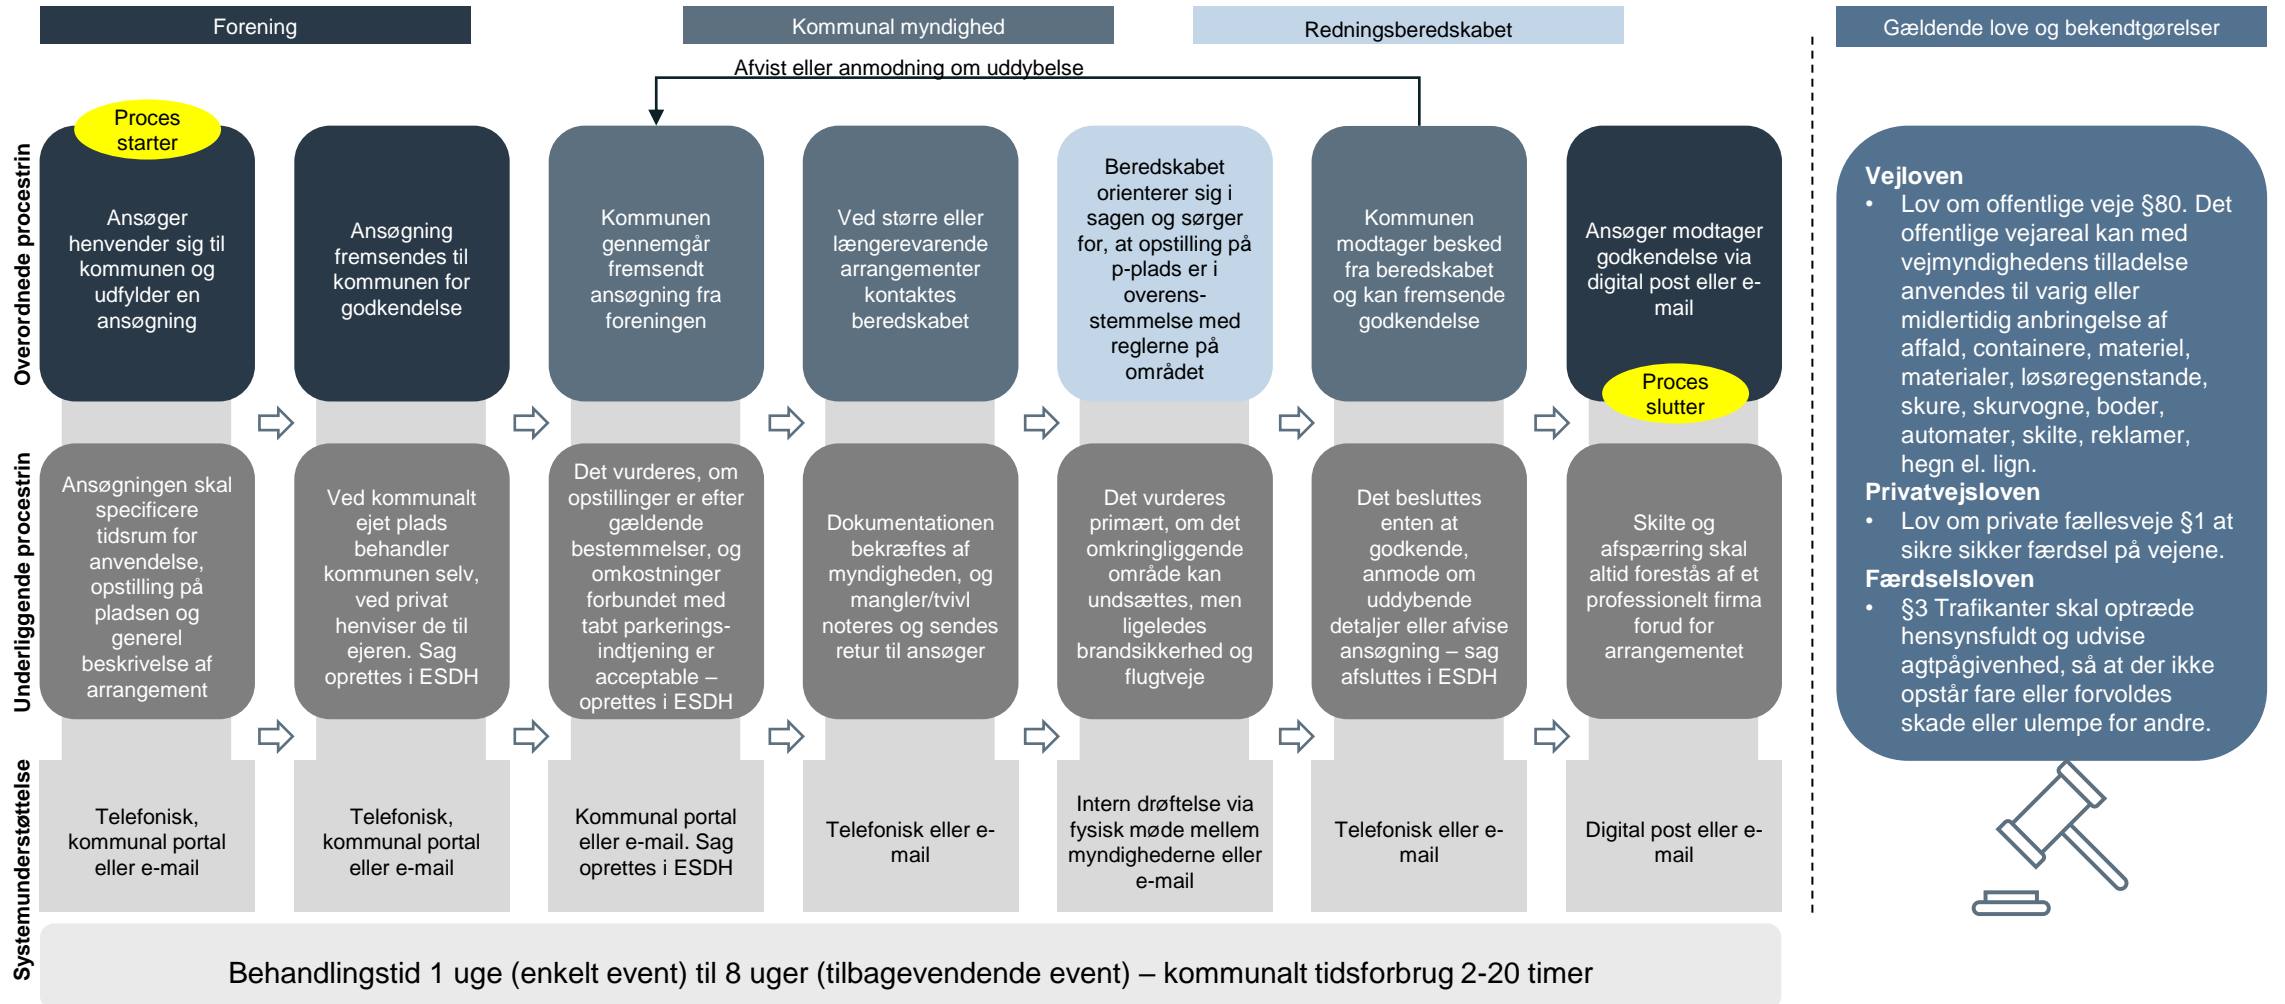 Forening
Kommunal myndighed
Redningsberedskabet
Gældende love og bekendtgørelser
Afvist eller anmodning om uddybelse
Overordnede procestrin
Proces
starter
Ansøger
henvender sig til
kommunen og
udfylder en
ansøgning
Ansøgning
fremsendes til
kommunen for
godkendelse
Kommunen
gennemgår
fremsendt
ansøgning fra
foreningen
Ved større eller
længerevarende
arrangementer
kontaktes
beredskabet
Beredskabet
orienterer sig i
sagen og sørger
for, at opstilling på
p-plads er i
overens-
stemmelse med
reglerne på
området
Kommunen
modtager besked
fra beredskabet
og kan fremsende
godkendelse
Ansøger modtager
godkendelse via
digital post eller e-
mail
Proces
slutter
Underliggende procestrin
Ansøgningen skal
specificere
tidsrum for
anvendelse,
opstilling på
pladsen og
generel
beskrivelse af
arrangement
Ved kommunalt
ejet plads
behandler
kommunen selv,
ved privat
henviser de til
ejeren. Sag
oprettes i ESDH
Det vurderes, om
opstillinger er efter
gældende
bestemmelser, og
omkostninger
forbundet med
tabt parkerings-
indtjening er
acceptable –
oprettes i ESDH
Dokumentationen
bekræftes af
myndigheden, og
mangler/tvivl
noteres og sendes
retur til ansøger
Det vurderes
primært, om det
omkringliggende
område kan
undsættes, men
ligeledes
brandsikkerhed og
flugtveje
Det besluttes
enten at
godkende,
anmode om
uddybende
detaljer eller afvise
ansøgning – sag
afsluttes i ESDH
Skilte og
afspærring skal
altid forestås af et
professionelt firma
forud for
arrangementet
Systemunderstøttelse
Telefonisk,
kommunal portal
eller e-mail
Telefonisk,
kommunal portal
eller e-mail
Kommunal portal
eller e-mail. Sag
oprettes i ESDH
Telefonisk eller e-
mail
Intern drøftelse via
fysisk møde mellem
myndighederne eller
e-mail
Telefonisk eller e-
mail
Digital post eller e-
mail
Behandlingstid 1 uge (enkelt event) til 8 uger (tilbagevendende event) – kommunalt tidsforbrug 2-20 timer
Vejloven
• Lov om offentlige veje §80. Det
offentlige vejareal kan med
vejmyndighedens tilladelse
anvendes til varig eller
midlertidig anbringelse af
affald, containere, materiel,
materialer, løsøregenstande,
skure, skurvogne, boder,
automater, skilte, reklamer,
hegn el. lign.
Privatvejsloven
• Lov om private fællesveje §1 at
sikre sikker færdsel på vejene.
Færdselsloven
• §3 Trafikanter skal optræde
hensynsfuldt og udvise
agtpågivenhed, så at der ikke
opstår fare eller forvoldes
skade eller ulempe for andre.